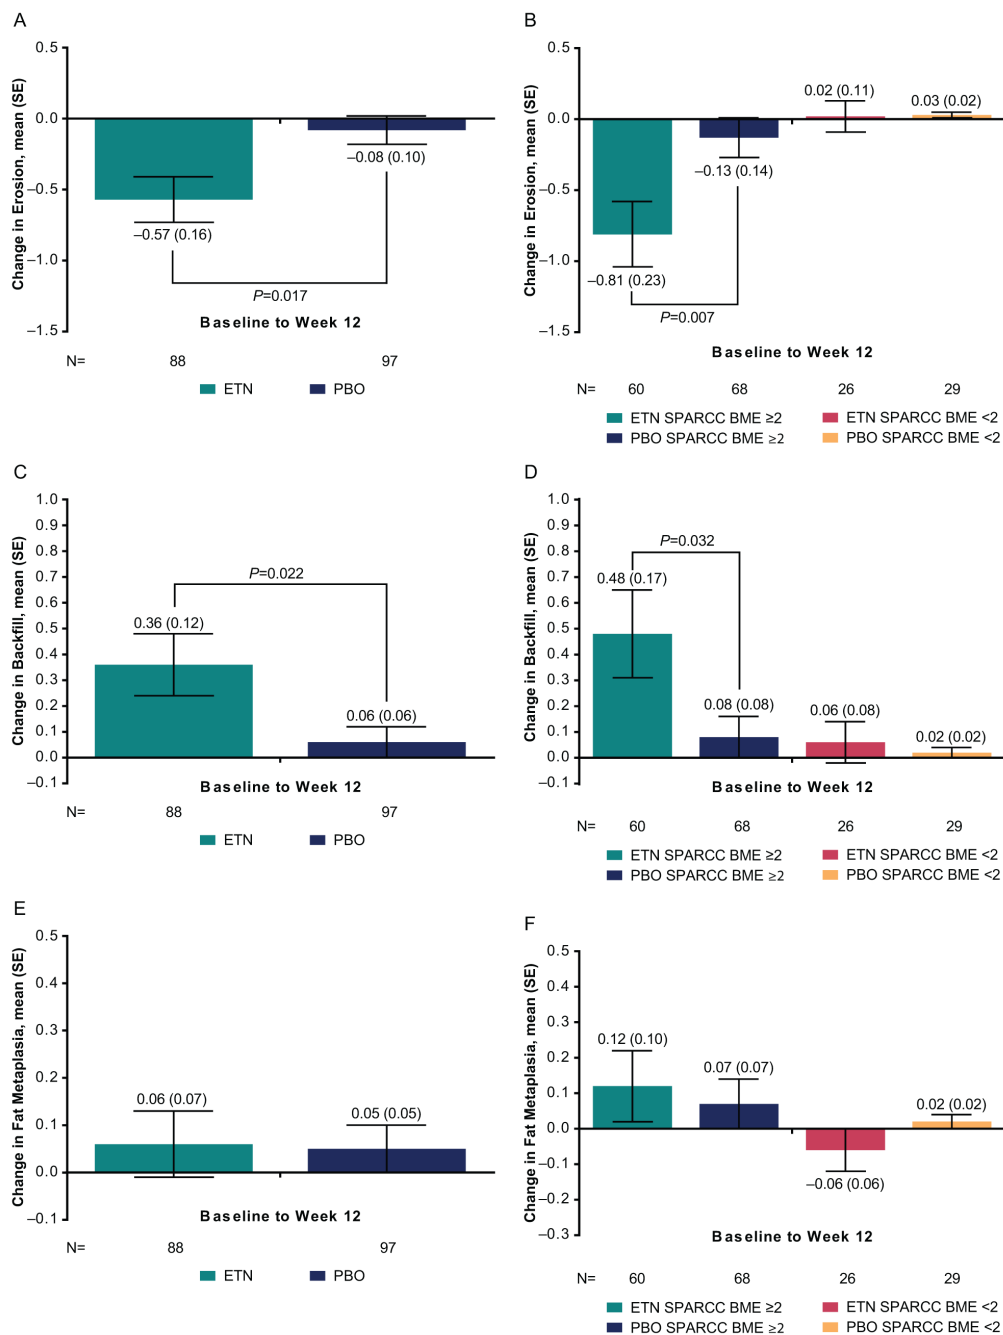 A
Change in Erosion, mean (SE)
0.5
0.0
–0.5
–1.0
–1.5
–0.57 (0.16)
–0.08 (0.10)
P=0.017
Baseline to Week 12
N= 88 97
ETN PBO
B
Change in Erosion, mean (SE)
0.5
0.0
–0.5
–1.0
–1.5
0.02 (0.11)
0.03 (0.02)
–0.13 (0.14)
–0.81 (0.23)
P=0.007
Baseline to Week 12
N= 60 68 26 29
ETN SPARCC BME ≥2 ETN SPARCC BME <2
PBO SPARCC BME ≥2 PBO SPARCC BME <2
C
Change in Backfill, mean (SE)
1.0
0.9
0.8
0.7
0.6
0.5
0.4
0.3
0.2
0.1
0.0
–0.1
P=0.022
0.36 (0.12)
0.06 (0.06)
Baseline to Week 12
N= 88 97
ETN PBO
D
Change in Backfill, mean (SE)
1.0
0.9
0.8
0.7
0.6
0.5
0.4
0.3
0.2
0.1
0.0
–0.1
P=0.032
0.48 (0.17)
0.08 (0.08)
0.06 (0.08)
0.02 (0.02)
Baseline to Week 12
N= 60 68 26 29
ETN SPARCC BME ≥2 ETN SPARCC BME <2
PBO SPARCC BME ≥2 PBO SPARCC BME <2
E
Change in Fat Metaplasia, mean (SE)
0.5
0.4
0.3
0.2
0.1
0.0
–0.1
0.06 (0.07)
0.05 (0.05)
Baseline to Week 12
N= 88 97
ETN PBO
F
Change in Fat Metaplasia, mean (SE)
0.5
0.4
0.3
0.2
0.1
0.0
–0.1
–0.2
–0.3
0.12 (0.10)
0.07 (0.07)
0.02 (0.02)
–0.06 (0.06)
Baseline to Week 12
N= 60 68 26 29
ETN SPARCC BME ≥2 ETN SPARCC BME <2
PBO SPARCC BME ≥2 PBO SPARCC BME <2